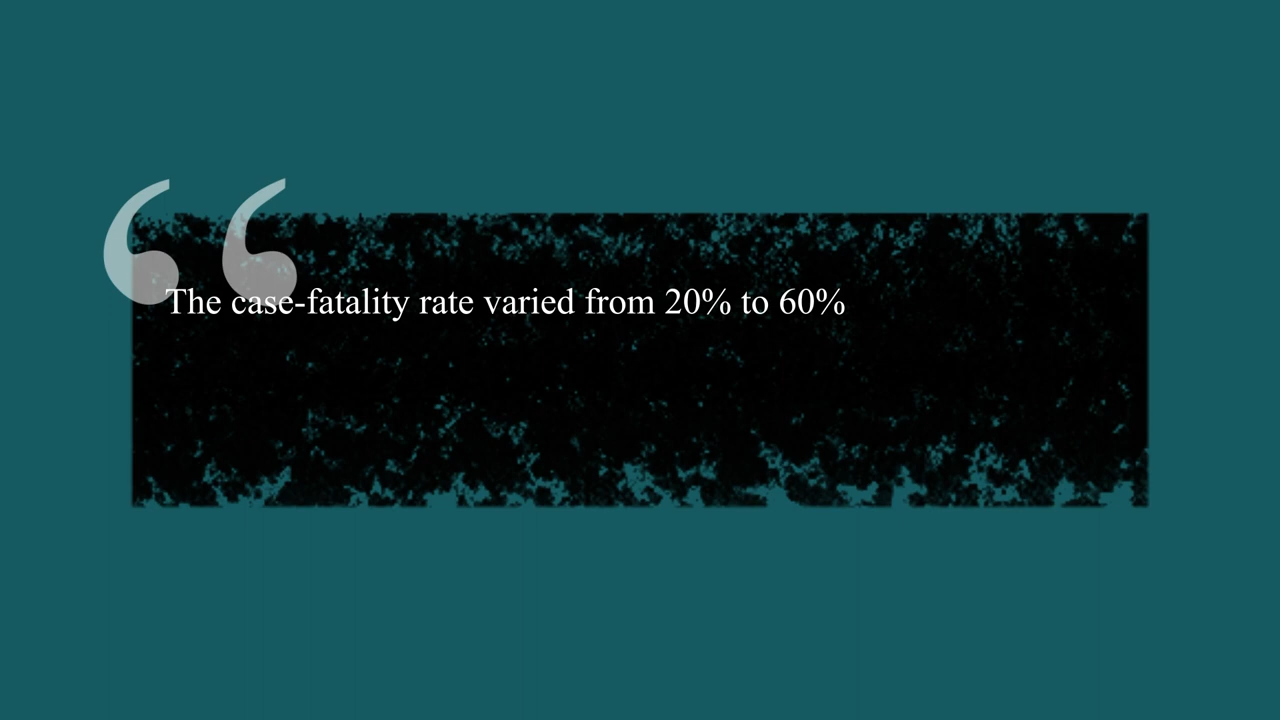 The case-fatality rate varied from 20% to 60%